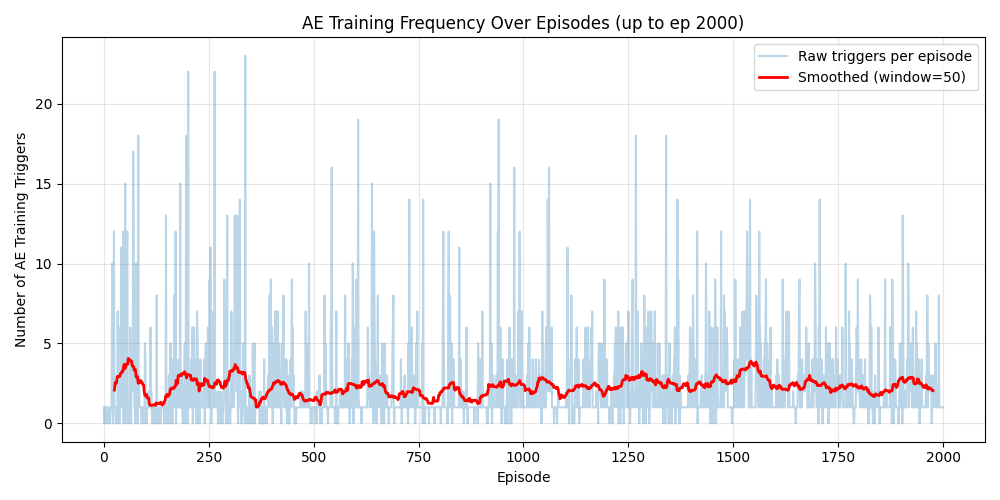 AE Training Frequency Over Episodes (up to ep 2000)
Raw triggers per episode
Smoothed (window=50)
Number of AE Training Triggers
20
15
10
5
0
0 250 500 750 1000 1250 1500 1750 2000
Episode